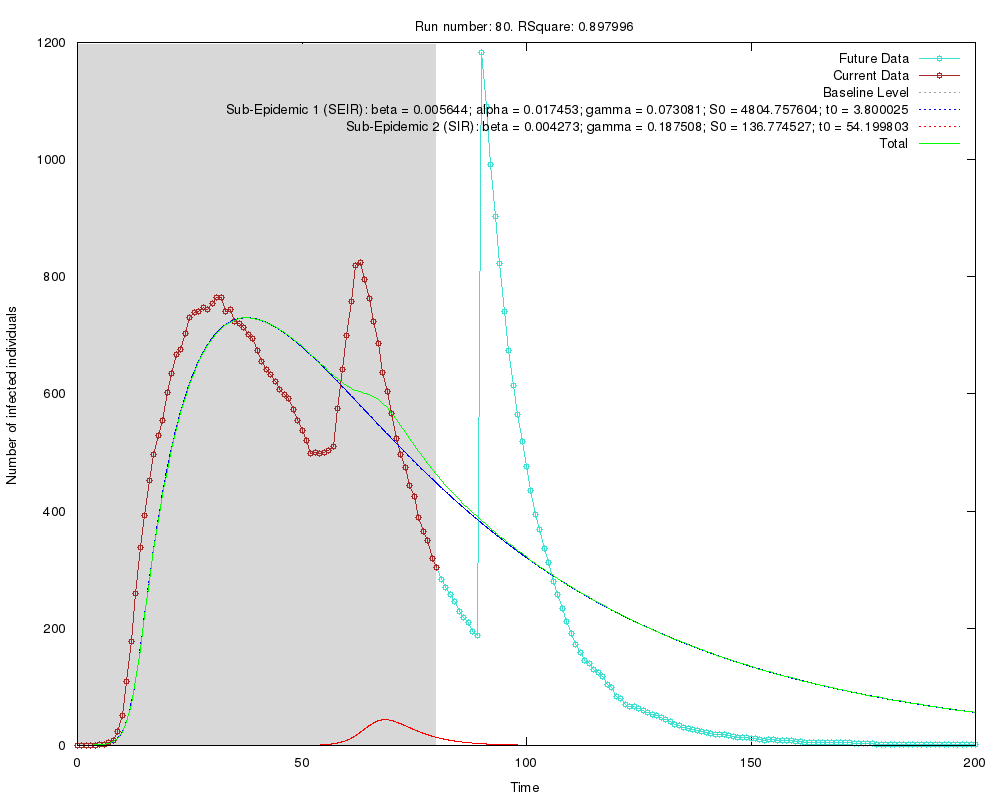 Run number: 80. RSquare: 0.897996
1200
Future Data
Current Data
Baseline Level
Sub-Epidemic 1 (SEIR): beta = 0.005644; alpha = 0.017453; gamma = 0.073081; S0 = 4804.757604; t0 = 3.800025
Sub-Epidemic 2 (SIR): beta = 0.004273; gamma = 0.187508; S0 = 136.774527; t0 = 54.199803
Total
1000
800
600
400
200
0
Number of infected individuals
0 50 100 150 200
Time